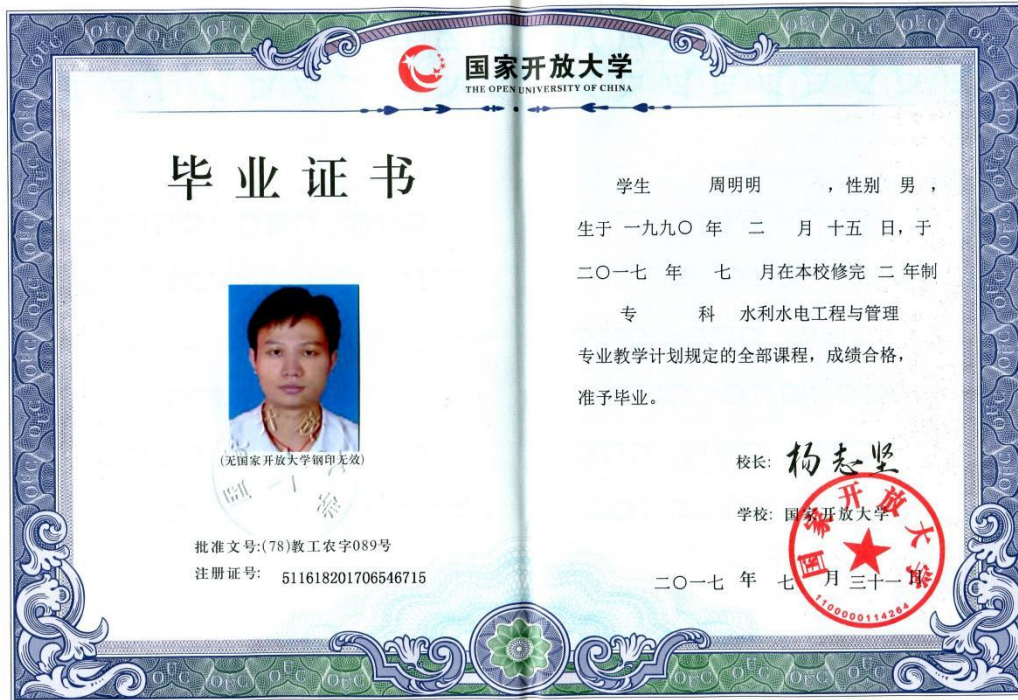 国家开放大学
THE OPEN UNIVERSITY OF CHINA
毕业证书
(无国家开放大学钢印无效)
批准文号:(78)教工农字089号
注册证号: 511618201706546715
学生 周明明 ,性别 男 ,
生于 一九九〇 年 二 月 十五 日,于
二〇一七 年 七 月在本校修完 二 年制
专 科 水利水电工程与管理
专业教学计划规定的全部课程,成绩合格,
准予毕业。
校长: 杨志坚
学校: 国家开放大学
二〇一七 年 七 月 三十一 日
国家开放大学
1100000114264